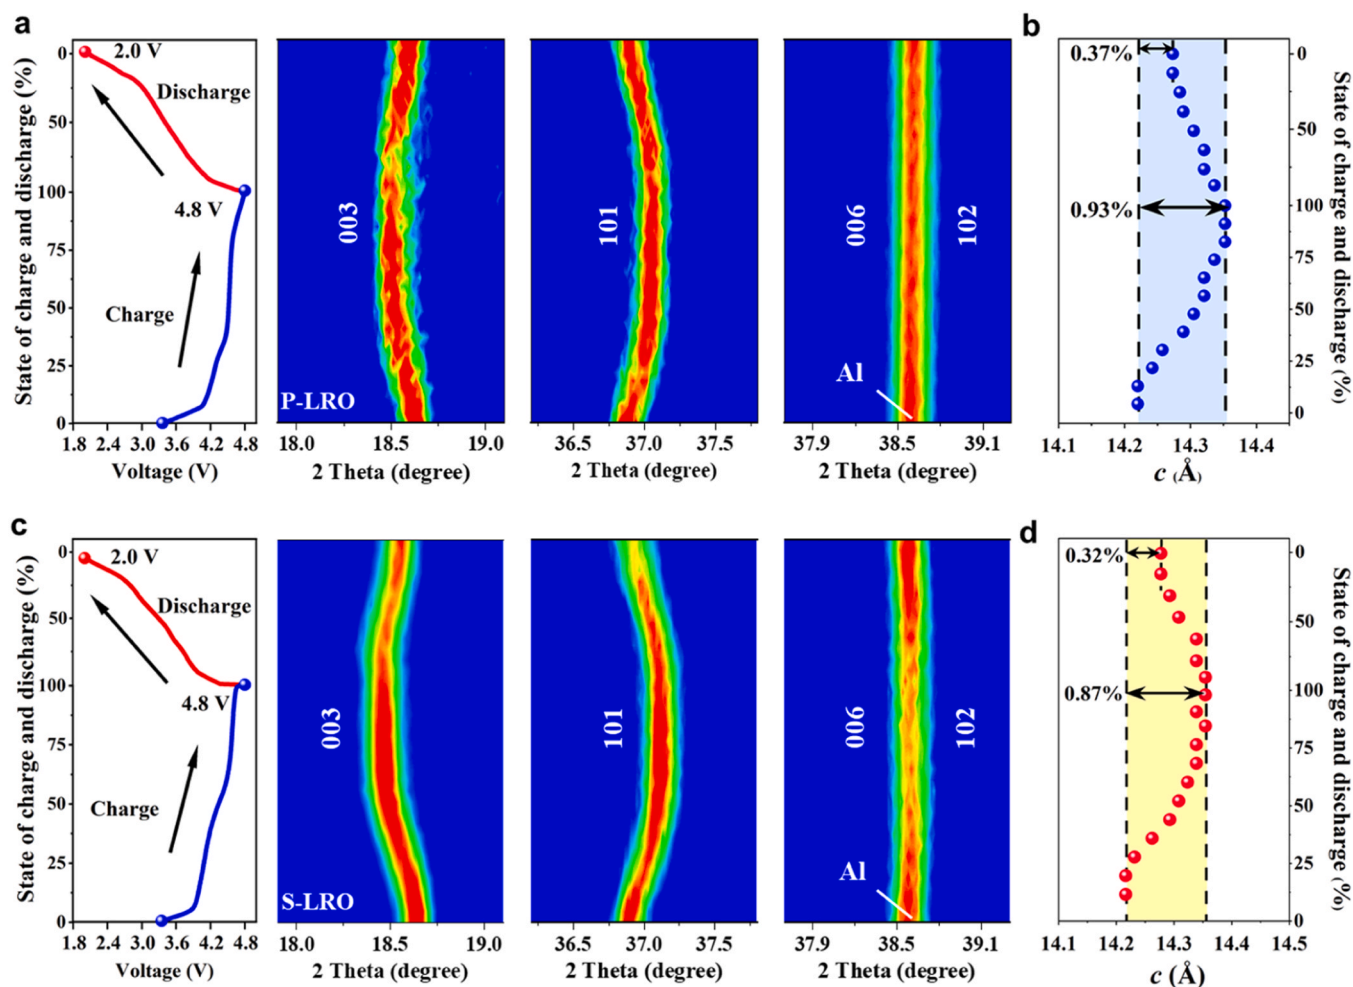 a
State of charge and discharge (%)
0
50
100
75
50
25
0
2.0 V
Discharge
4.8 V
Charge
1.8 2.4 3.0 3.6 4.2 4.8
Voltage (V)
003
P-LRO
18.0 18.5 19.0
2 Theta (degree)
101
36.5 37.0 37.5
2 Theta (degree)
006
102
Al
37.9 38.5 39.1
2 Theta (degree)
b
0.37%
0.93%
0
50
100
75
50
25
0
State of charge and discharge (%)
14.1 14.2 14.3 14.4
c (Å)
c
State of charge and discharge (%)
0
50
100
75
50
25
0
2.0 V
Discharge
4.8 V
Charge
1.8 2.4 3.0 3.6 4.2 4.8
Voltage (V)
003
S-LRO
18.0 18.5 19.0
2 Theta (degree)
101
36.5 37.0 37.5
2 Theta (degree)
006
102
Al
37.9 38.5 39.1
2 Theta (degree)
d
0.32%
0.87%
0
50
100
75
50
25
0
State of charge and discharge (%)
14.1 14.2 14.3 14.4 14.5
c (Å)